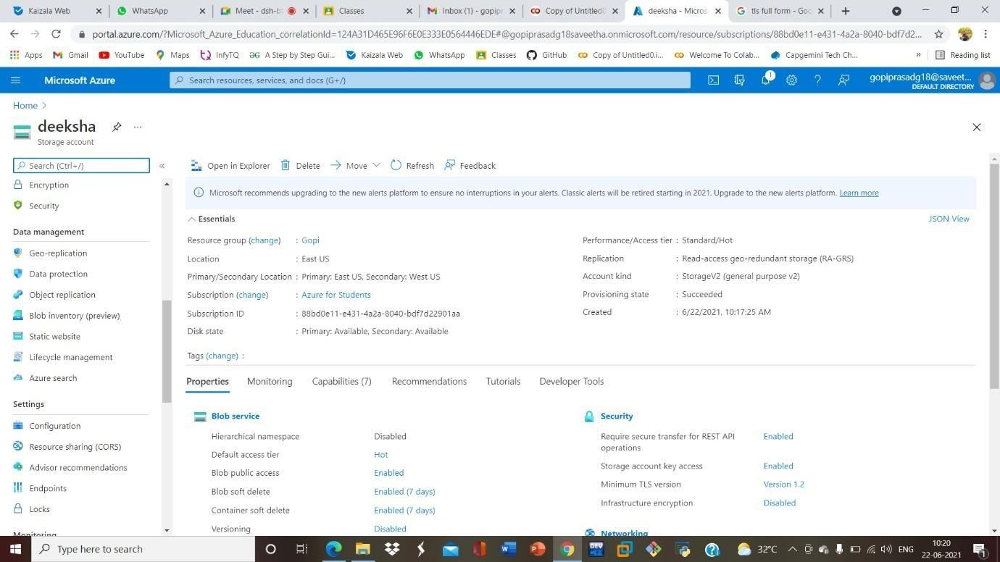 Kaizala Web
WhatsApp
Meet - dsh-bt
Classes
Inbox (1) - gopipr
Copy of Untitled0
deeksha - Micros
tls full form - Goo
portal.azure.com/?Microsoft_Azure_Education_correlationId=124A31D465E96F6E0E333E0564446EDE#@gopiprasadg18saveetha.onmicrosoft.com/resource/subscriptions/88bd0e11-e431-4a2a-8040-bdf7d2...
Apps Gmail YouTube Maps InfyTQ A Step by Step Gui... Kaizala Web WhatsApp Classes GitHub Copy of Untitled0.i... Welcome To Colab... Capgemini Tech Ch... » Reading list
Microsoft Azure
Search resources, services, and docs (G+/)
1
gopiprasadg18@saveet...
DEFAULT DIRECTORY
Home >
deeksha
...
Storage account
Search (Ctrl+/)
«
Encryption
Security
Data management
Geo-replication
Data protection
Object replication
Blob inventory (preview)
Static website
Lifecycle management
Azure search
Settings
Configuration
Resource sharing (CORS)
Advisor recommendations
Endpoints
Locks
Monitoring
Open in Explorer Delete Move Refresh Feedback
Microsoft recommends upgrading to the new alerts platform to ensure no interruptions in your alerts. Classic alerts will be retired starting in 2021. Upgrade to the new alerts platform. Learn more
Essentials
JSON View
Resource group (change) : Gopi
Location : East US
Primary/Secondary Location : Primary: East US, Secondary: West US
Subscription (change) : Azure for Students
Subscription ID : 88bd0e11-e431-4a2a-8040-bdf7d22901aa
Disk state : Primary: Available, Secondary: Available
Performance/Access tier : Standard/Hot
Replication : Read-access geo-redundant storage (RA-GRS)
Account kind : StorageV2 (general purpose v2)
Provisioning state : Succeeded
Created : 6/22/2021, 10:17:25 AM
Tags (change) :
Properties Monitoring Capabilities (7) Recommendations Tutorials Developer Tools
Blob service
Hierarchical namespace Disabled
Default access tier Hot
Blob public access Enabled
Blob soft delete Enabled (7 days)
Container soft delete Enabled (7 days)
Versioning Disabled
Security
Require secure transfer for REST API Enabled
operations
Storage account key access Enabled
Minimum TLS version Version 1.2
Infrastructure encryption Disabled
Networking
Type here to search
DEV
32°C
ENG
10:20
22-06-2021
1